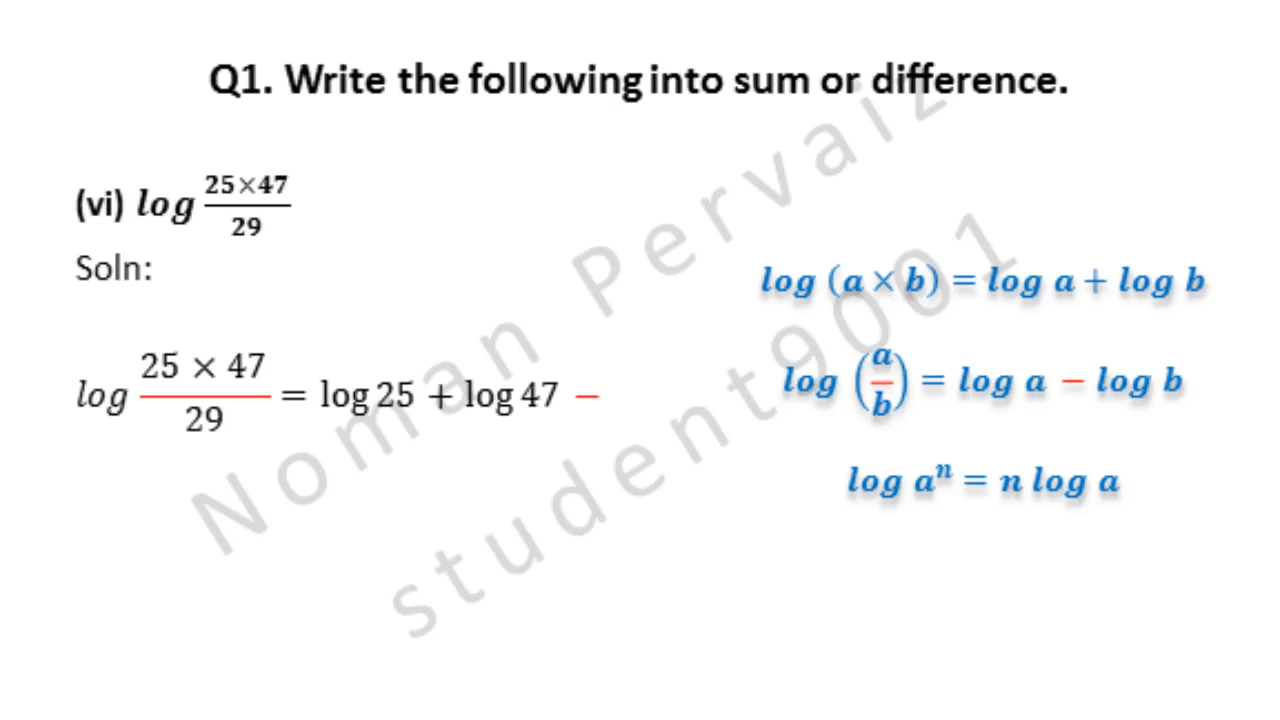 Q1. Write the following into sum or difference.
(vi) log 25×47/29
Soln:
log 25 × 47/29 = log 25 + log 47 −
log (a × b) = log a + log b
log (a/b) = log a − log b
log aⁿ = n log a
Noman Pervaiz
student9001